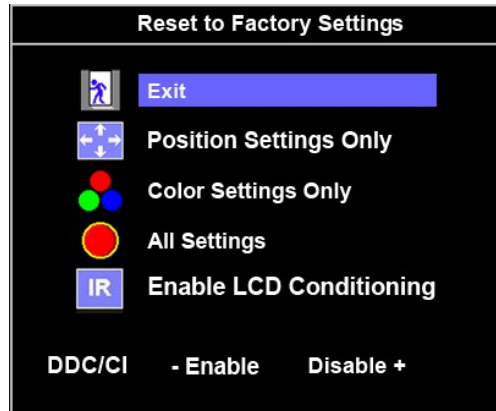 Reset to Factory Settings
Exit
Position Settings Only
Color Settings Only
All Settings
IR Enable LCD Conditioning
DDC/CI - Enable Disable +